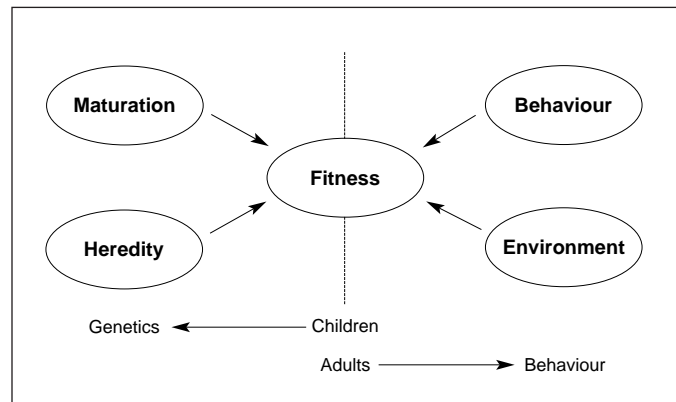 Maturation
Behaviour
Fitness
Heredity
Environment
Genetics
Children
Adults
Behaviour